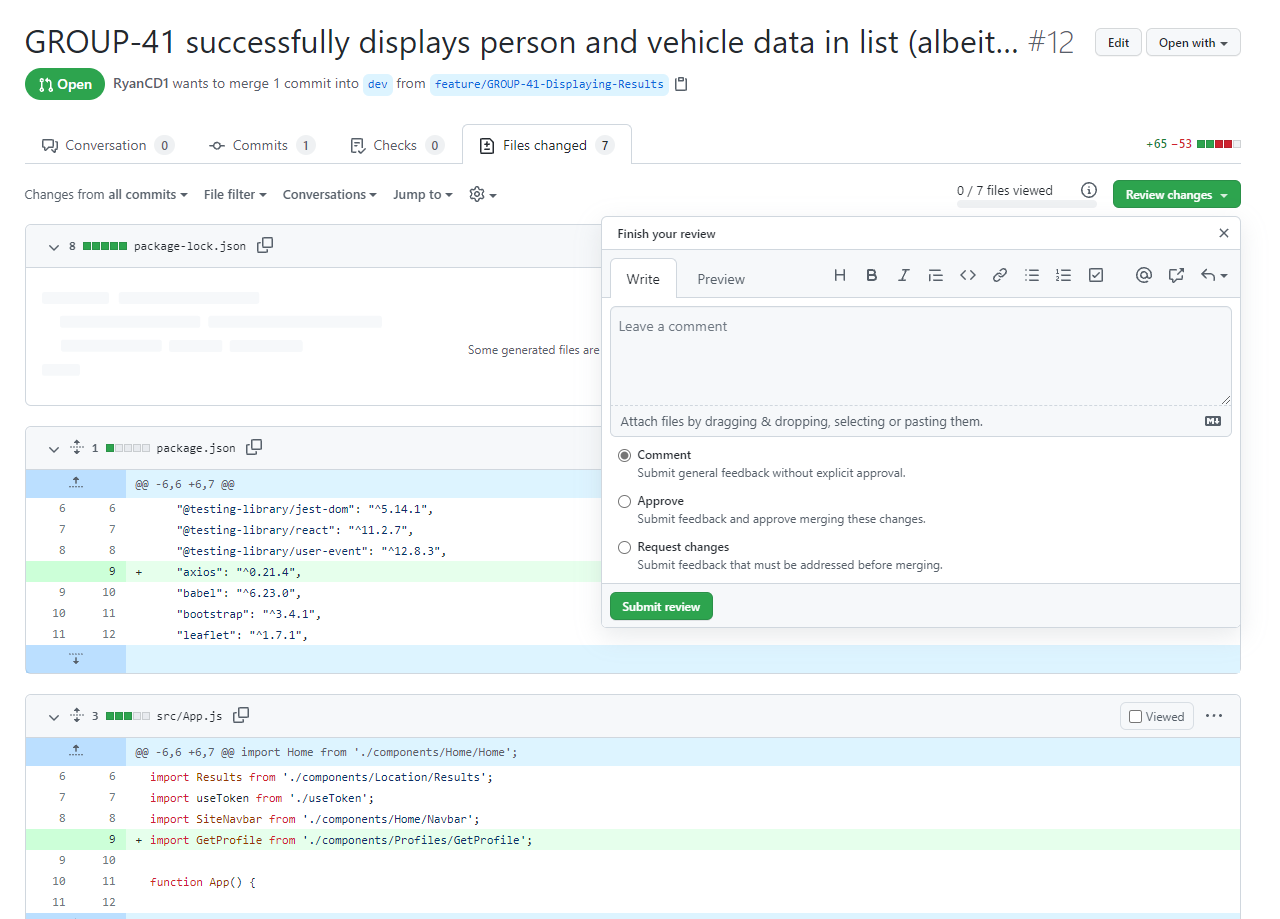 GROUP-41 successfully displays person and vehicle data in list (albeit... #12
Edit
Open with
Open
RyanCD1 wants to merge 1 commit into dev from feature/GROUP-41-Displaying-Results
Conversation 0
Commits 1
Checks 0
Files changed 7
+65 −53
Changes from all commits
File filter
Conversations
Jump to
0 / 7 files viewed
Review changes
8 package-lock.json
Some generated files are
Finish your review
Write
Preview
Leave a comment
Attach files by dragging & dropping, selecting or pasting them.
Comment
Submit general feedback without explicit approval.
Approve
Submit feedback and approve merging these changes.
Request changes
Submit feedback that must be addressed before merging.
Submit review
1 package.json
@@ -6,6 +6,7 @@
6 6 "@testing-library/jest-dom": "^5.14.1",
7 7 "@testing-library/react": "^11.2.7",
8 8 "@testing-library/user-event": "^12.8.3",
9 + "axios": "^0.21.4",
9 10 "babel": "^6.23.0",
10 11 "bootstrap": "^3.4.1",
11 12 "leaflet": "^1.7.1",
3 src/App.js
Viewed
@@ -6,6 +6,7 @@ import Home from './components/Home/Home';
6 6 import Results from './components/Location/Results';
7 7 import useToken from './useToken';
8 8 import SiteNavbar from './components/Home/Navbar';
9 + import GetProfile from './components/Profiles/GetProfile';
9 10
10 11 function App() {
11 12